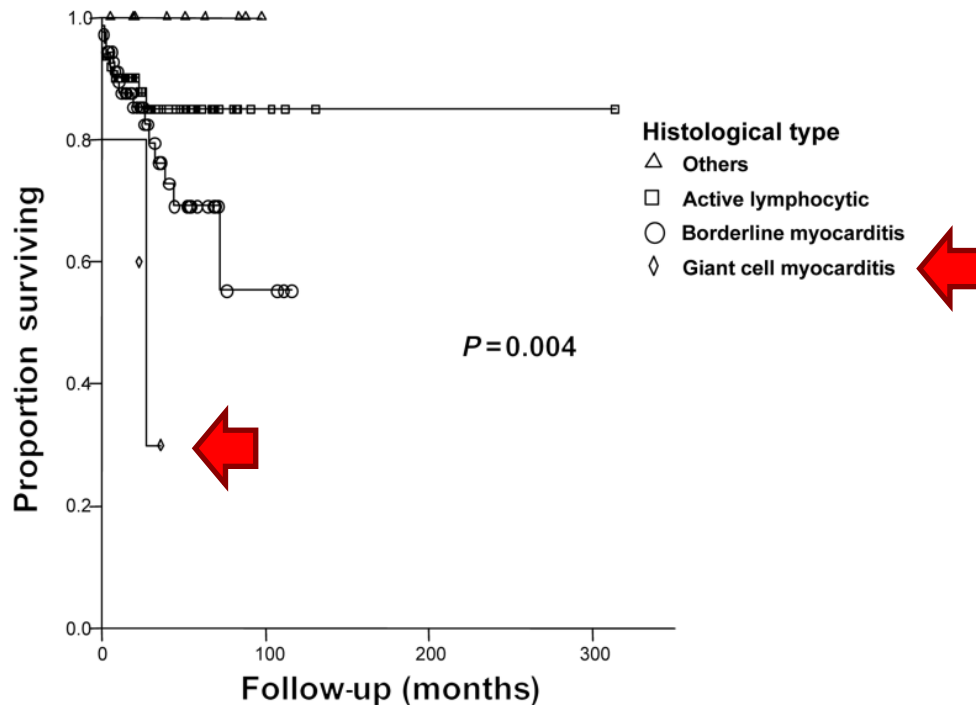 1.0
0.8
0.6
0.4
0.2
0.0
0
100
200
300
Proportion surviving
Follow-up (months)
P=0.004
Histological type
Others
Active lymphocytic
Borderline myocarditis
Giant cell myocarditis